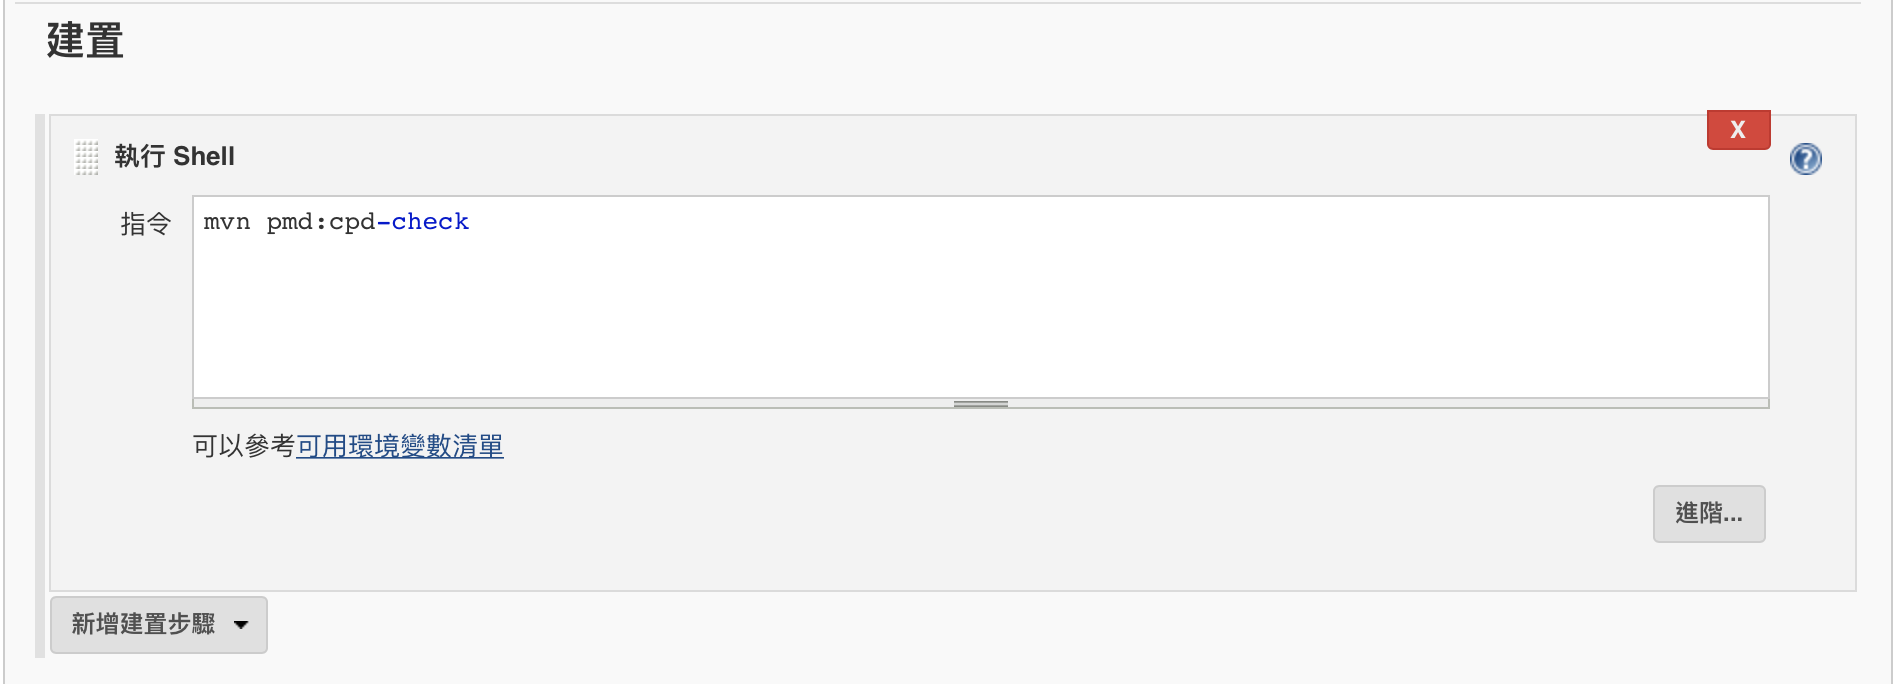 建置
X
執行 Shell
?
指令
mvn pmd:cpd-check
可以參考可用環境變數清單
進階...
新增建置步驟